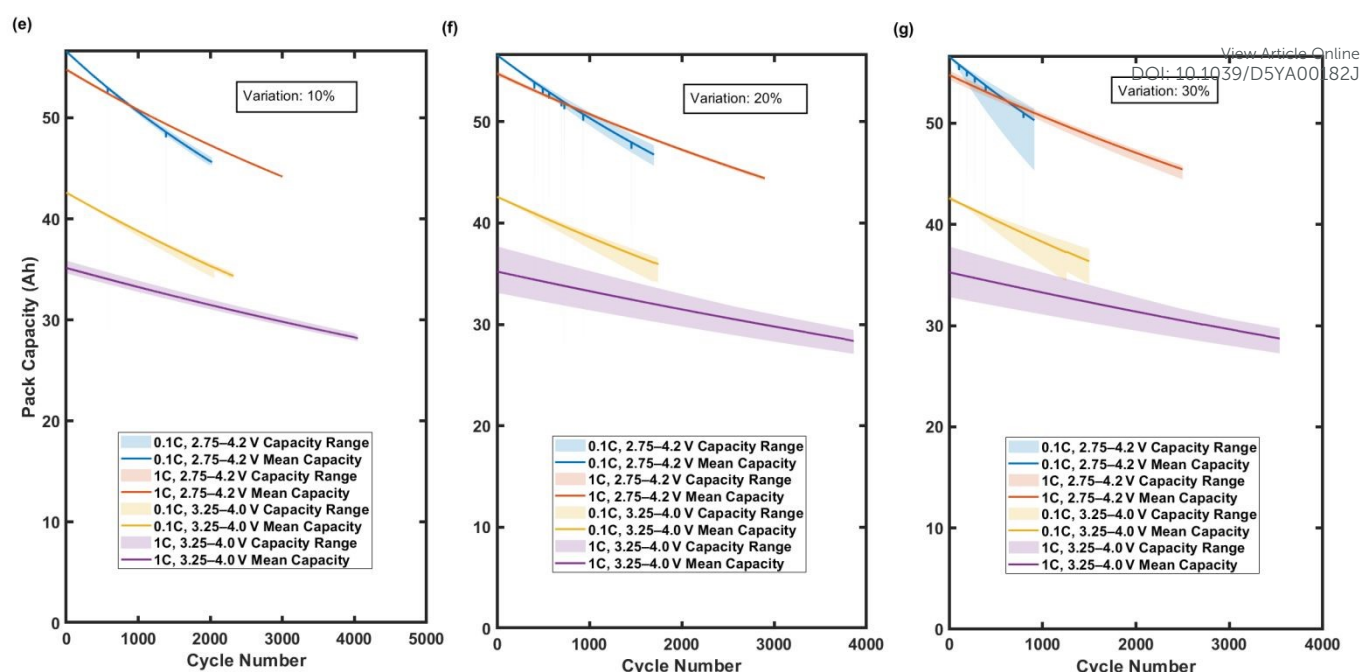 (e)
Variation: 10%
Pack Capacity (Ah)
50
40
30
20
10
0
0.1C, 2.75–4.2 V Capacity Range
0.1C, 2.75–4.2 V Mean Capacity
1C, 2.75–4.2 V Capacity Range
1C, 2.75–4.2 V Mean Capacity
0.1C, 3.25–4.0 V Capacity Range
0.1C, 3.25–4.0 V Mean Capacity
1C, 3.25–4.0 V Capacity Range
1C, 3.25–4.0 V Mean Capacity
0 1000 2000 3000 4000 5000
Cycle Number
(f)
Variation: 20%
50
40
30
20
10
0
0.1C, 2.75–4.2 V Capacity Range
0.1C, 2.75–4.2 V Mean Capacity
1C, 2.75–4.2 V Capacity Range
1C, 2.75–4.2 V Mean Capacity
0.1C, 3.25–4.0 V Capacity Range
0.1C, 3.25–4.0 V Mean Capacity
1C, 3.25–4.0 V Capacity Range
1C, 3.25–4.0 V Mean Capacity
0 1000 2000 3000 4000
Cycle Number
(g)
View Article Online
DOI: 10.1039/D5YA00182J
Variation: 30%
50
40
30
20
10
0
0.1C, 2.75–4.2 V Capacity Range
0.1C, 2.75–4.2 V Mean Capacity
1C, 2.75–4.2 V Capacity Range
1C, 2.75–4.2 V Mean Capacity
0.1C, 3.25–4.0 V Capacity Range
0.1C, 3.25–4.0 V Mean Capacity
1C, 3.25–4.0 V Capacity Range
1C, 3.25–4.0 V Mean Capacity
0 1000 2000 3000 4000
Cycle Number